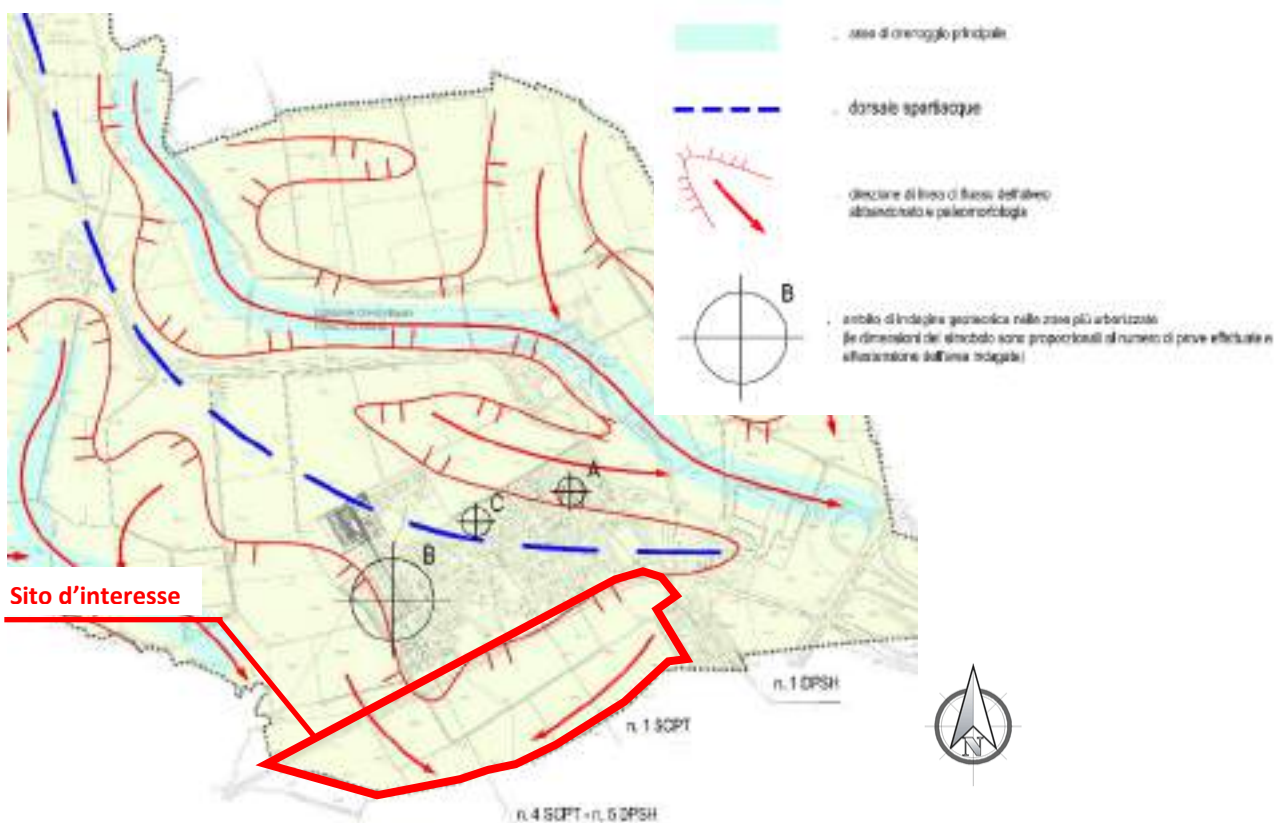 area di drenaggio principale
dorsale spartiacque
direzione di linea di flusso dell'alveo
abbandonato e paleomorfologia
B
ambito di indagine geotecnica nelle zone più urbanizzate
(le dimensioni del simbolo sono proporzionali al numero di prove effettuate e
all'estensione dell'area indagata)
A
C
B
Sito d'interesse
n. 1 DPSH
n. 1 SCPT
n. 4 SCPT - n. 5 DPSH
N